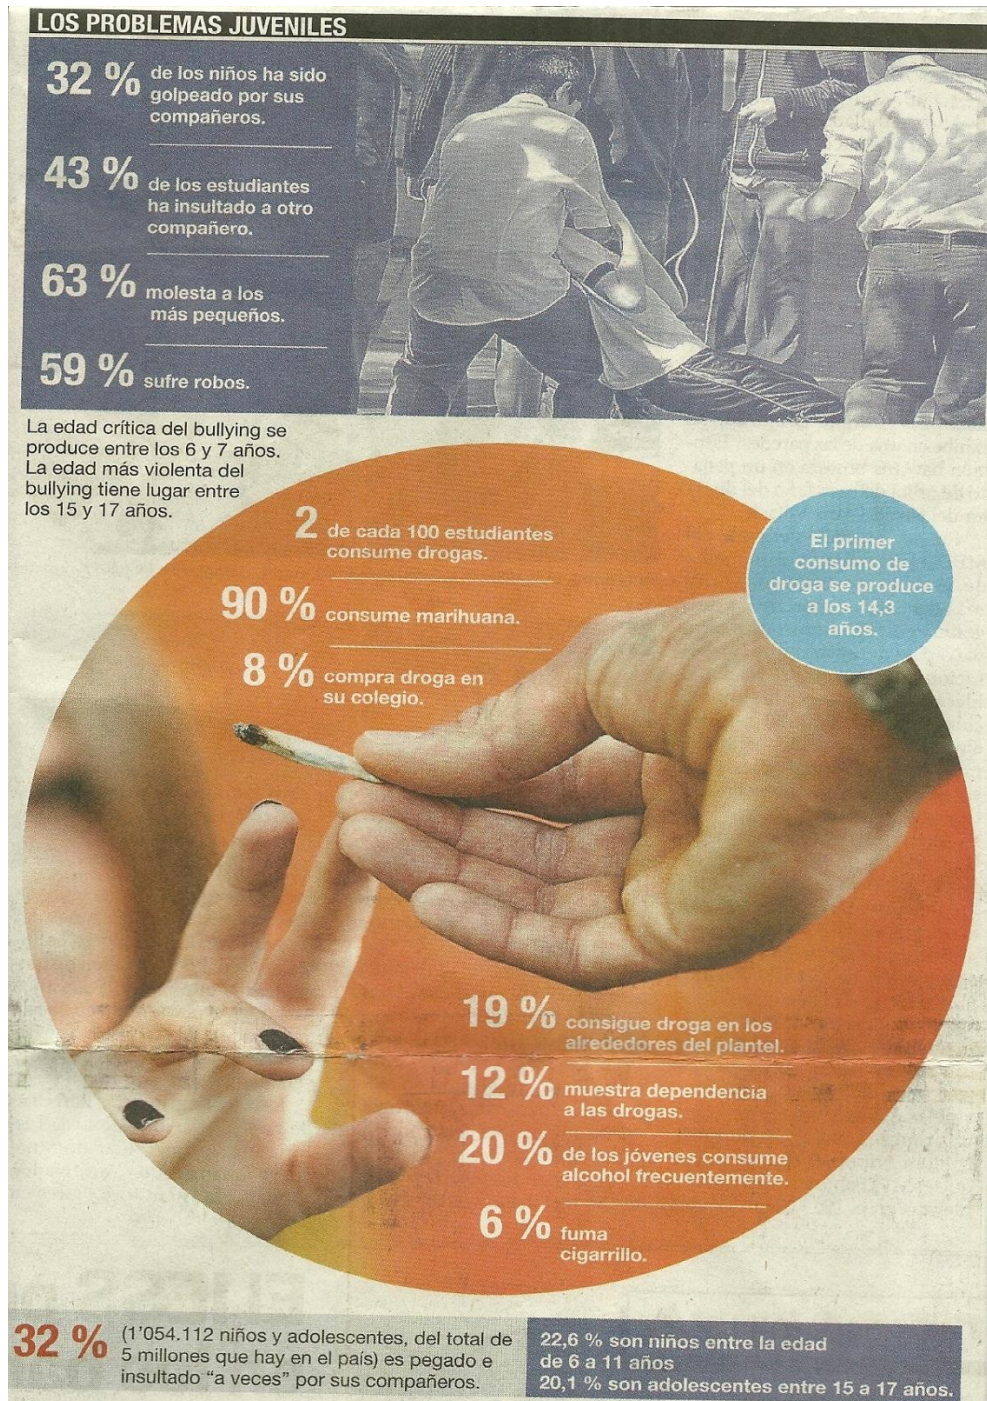 LOS PROBLEMAS JUVENILES
32 % de los niños ha sido
golpeado por sus
compañeros.
43 % de los estudiantes
ha insultado a otro
compañero.
63 % molesta a los
más pequeños.
59 % sufre robos.
La edad crítica del bullying se
produce entre los 6 y 7 años.
La edad más violenta del
bullying tiene lugar entre
los 15 y 17 años.
2 de cada 100 estudiantes
consume drogas.
90 % consume marihuana.
8 % compra droga en
su colegio.
El primer
consumo de
droga se produce
a los 14,3
años.
19 % consigue droga en los
alrededores del plantel.
12 % muestra dependencia
a las drogas.
20 % de los jóvenes consume
alcohol frecuentemente.
6 % fuma
cigarrillo.
32 % (1'054.112 niños y adolescentes, del total de
5 millones que hay en el país) es pegado e
insultado “a veces” por sus compañeros.
22,6 % son niños entre la edad
de 6 a 11 años
20,1 % son adolescentes entre 15 a 17 años.